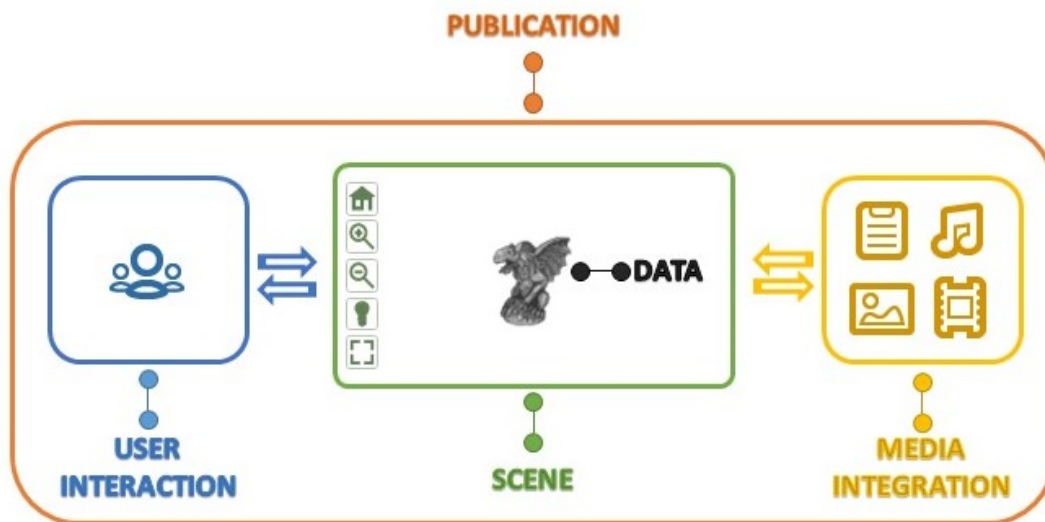 PUBLICATION
DATA
USER
INTERACTION
SCENE
MEDIA
INTEGRATION